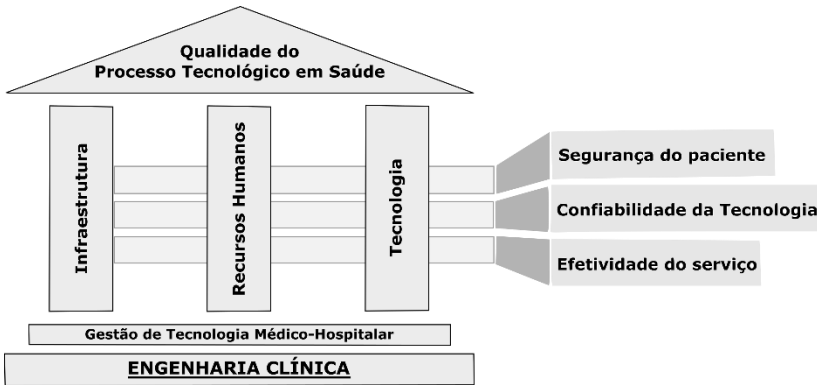 Qualidade do
Processo Tecnológico em Saúde
Infraestrutura
Recursos Humanos
Tecnologia
Segurança do paciente
Confiabilidade da Tecnologia
Efetividade do serviço
Gestão de Tecnologia Médico-Hospitalar
ENGENHARIA CLÍNICA